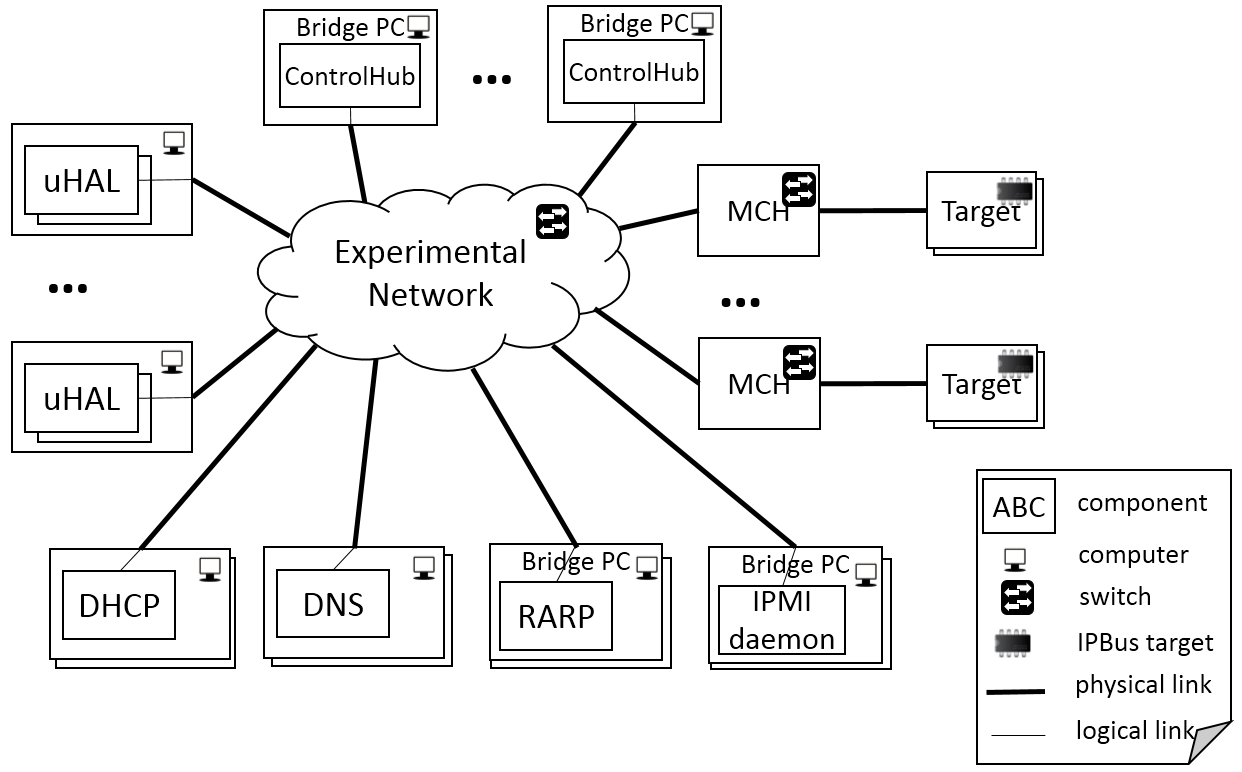 Bridge PC
ControlHub
...
Bridge PC
ControlHub
uHAL
MCH
Target
Experimental
Network
...
...
uHAL
MCH
Target
DHCP
DNS
Bridge PC
RARP
Bridge PC
IPMI
daemon
ABC component
computer
switch
IPBus target
physical link
logical link